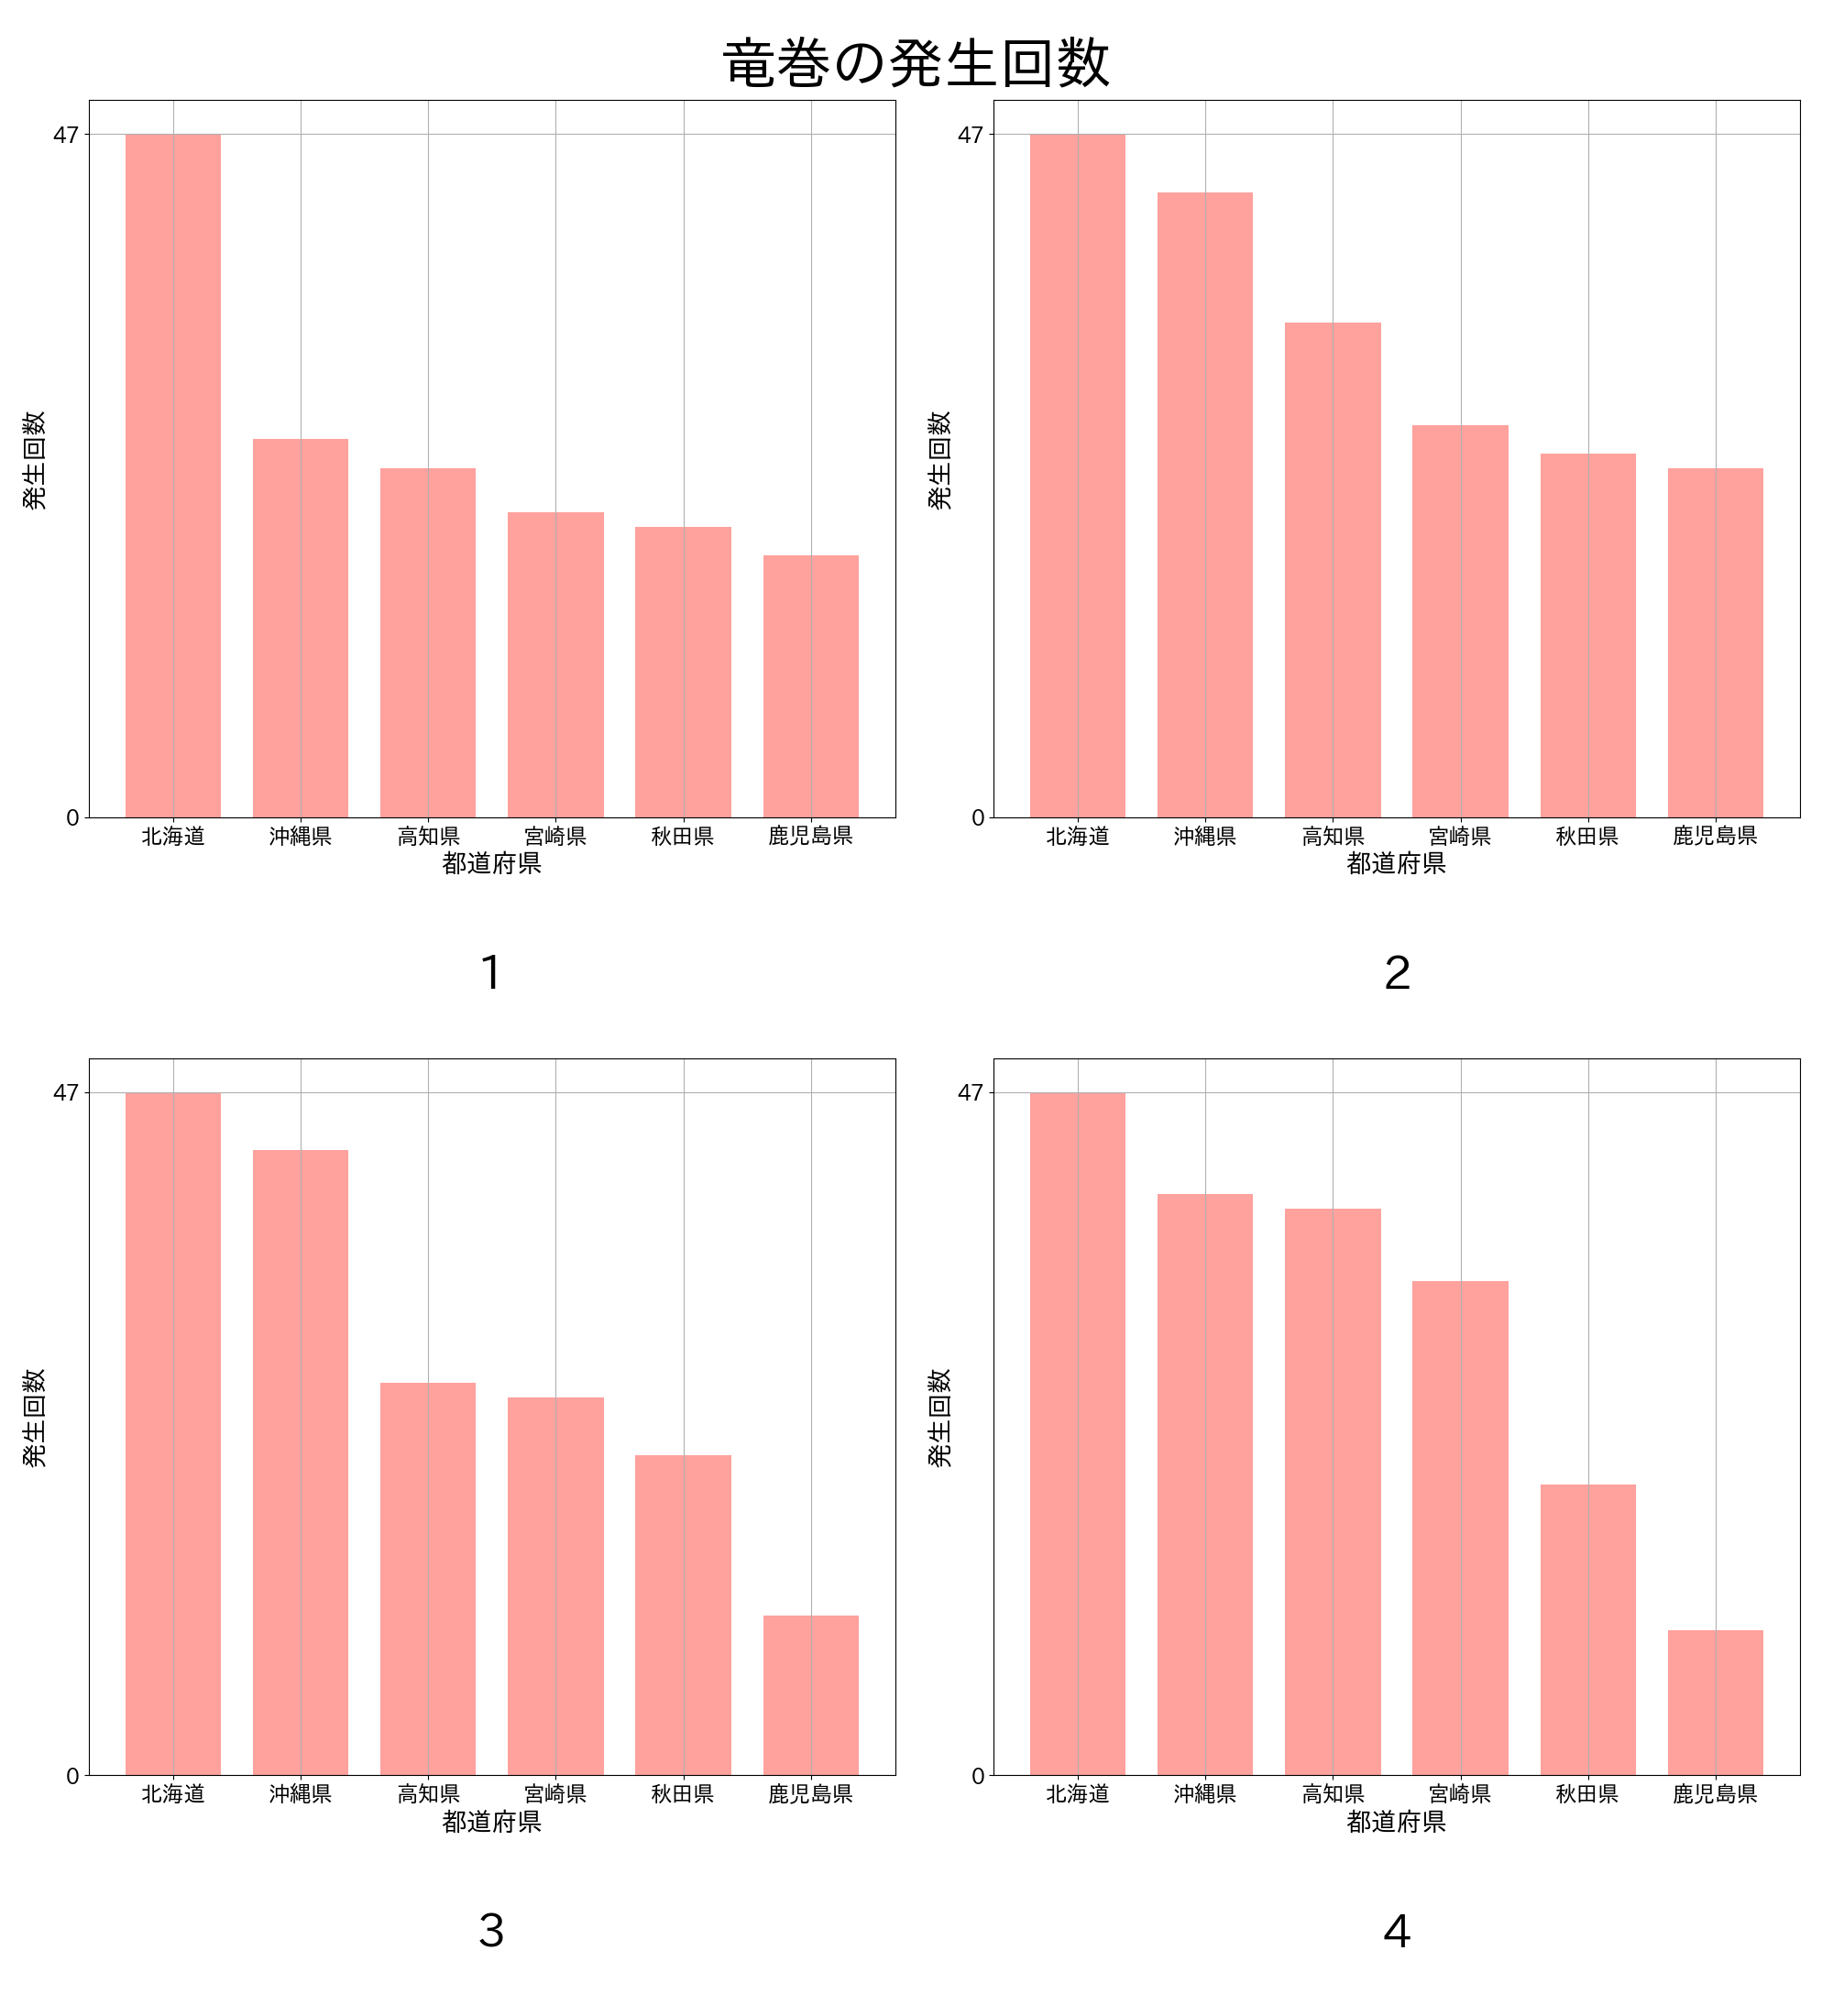 竜巻の発生回数
47
0
発生回数
北海道 沖縄県 高知県 宮崎県 秋田県 鹿児島県
都道府県
1
47
0
発生回数
北海道 沖縄県 高知県 宮崎県 秋田県 鹿児島県
都道府県
2
47
0
発生回数
北海道 沖縄県 高知県 宮崎県 秋田県 鹿児島県
都道府県
3
47
0
発生回数
北海道 沖縄県 高知県 宮崎県 秋田県 鹿児島県
都道府県
4